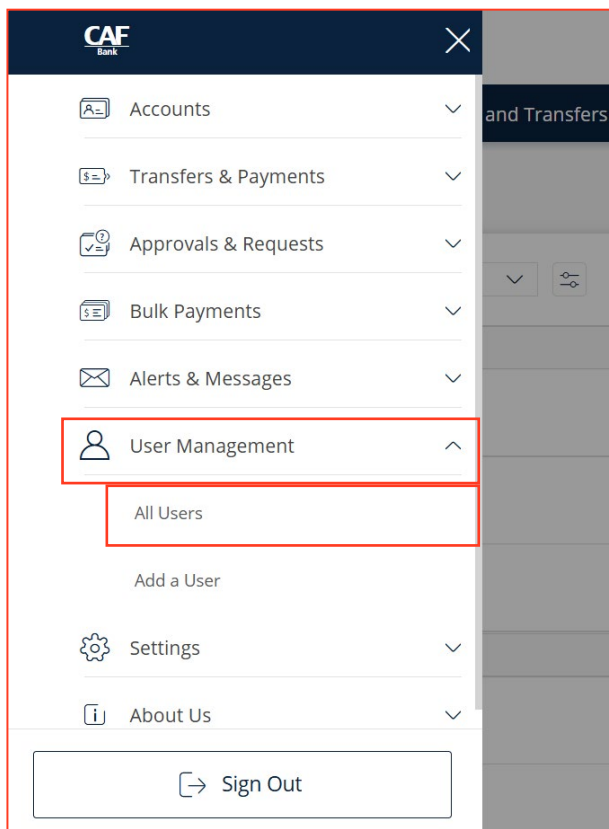 CAF
Bank
Accounts
and Transfers
Transfers & Payments
Approvals & Requests
Bulk Payments
Alerts & Messages
User Management
All Users
Add a User
Settings
About Us
Sign Out